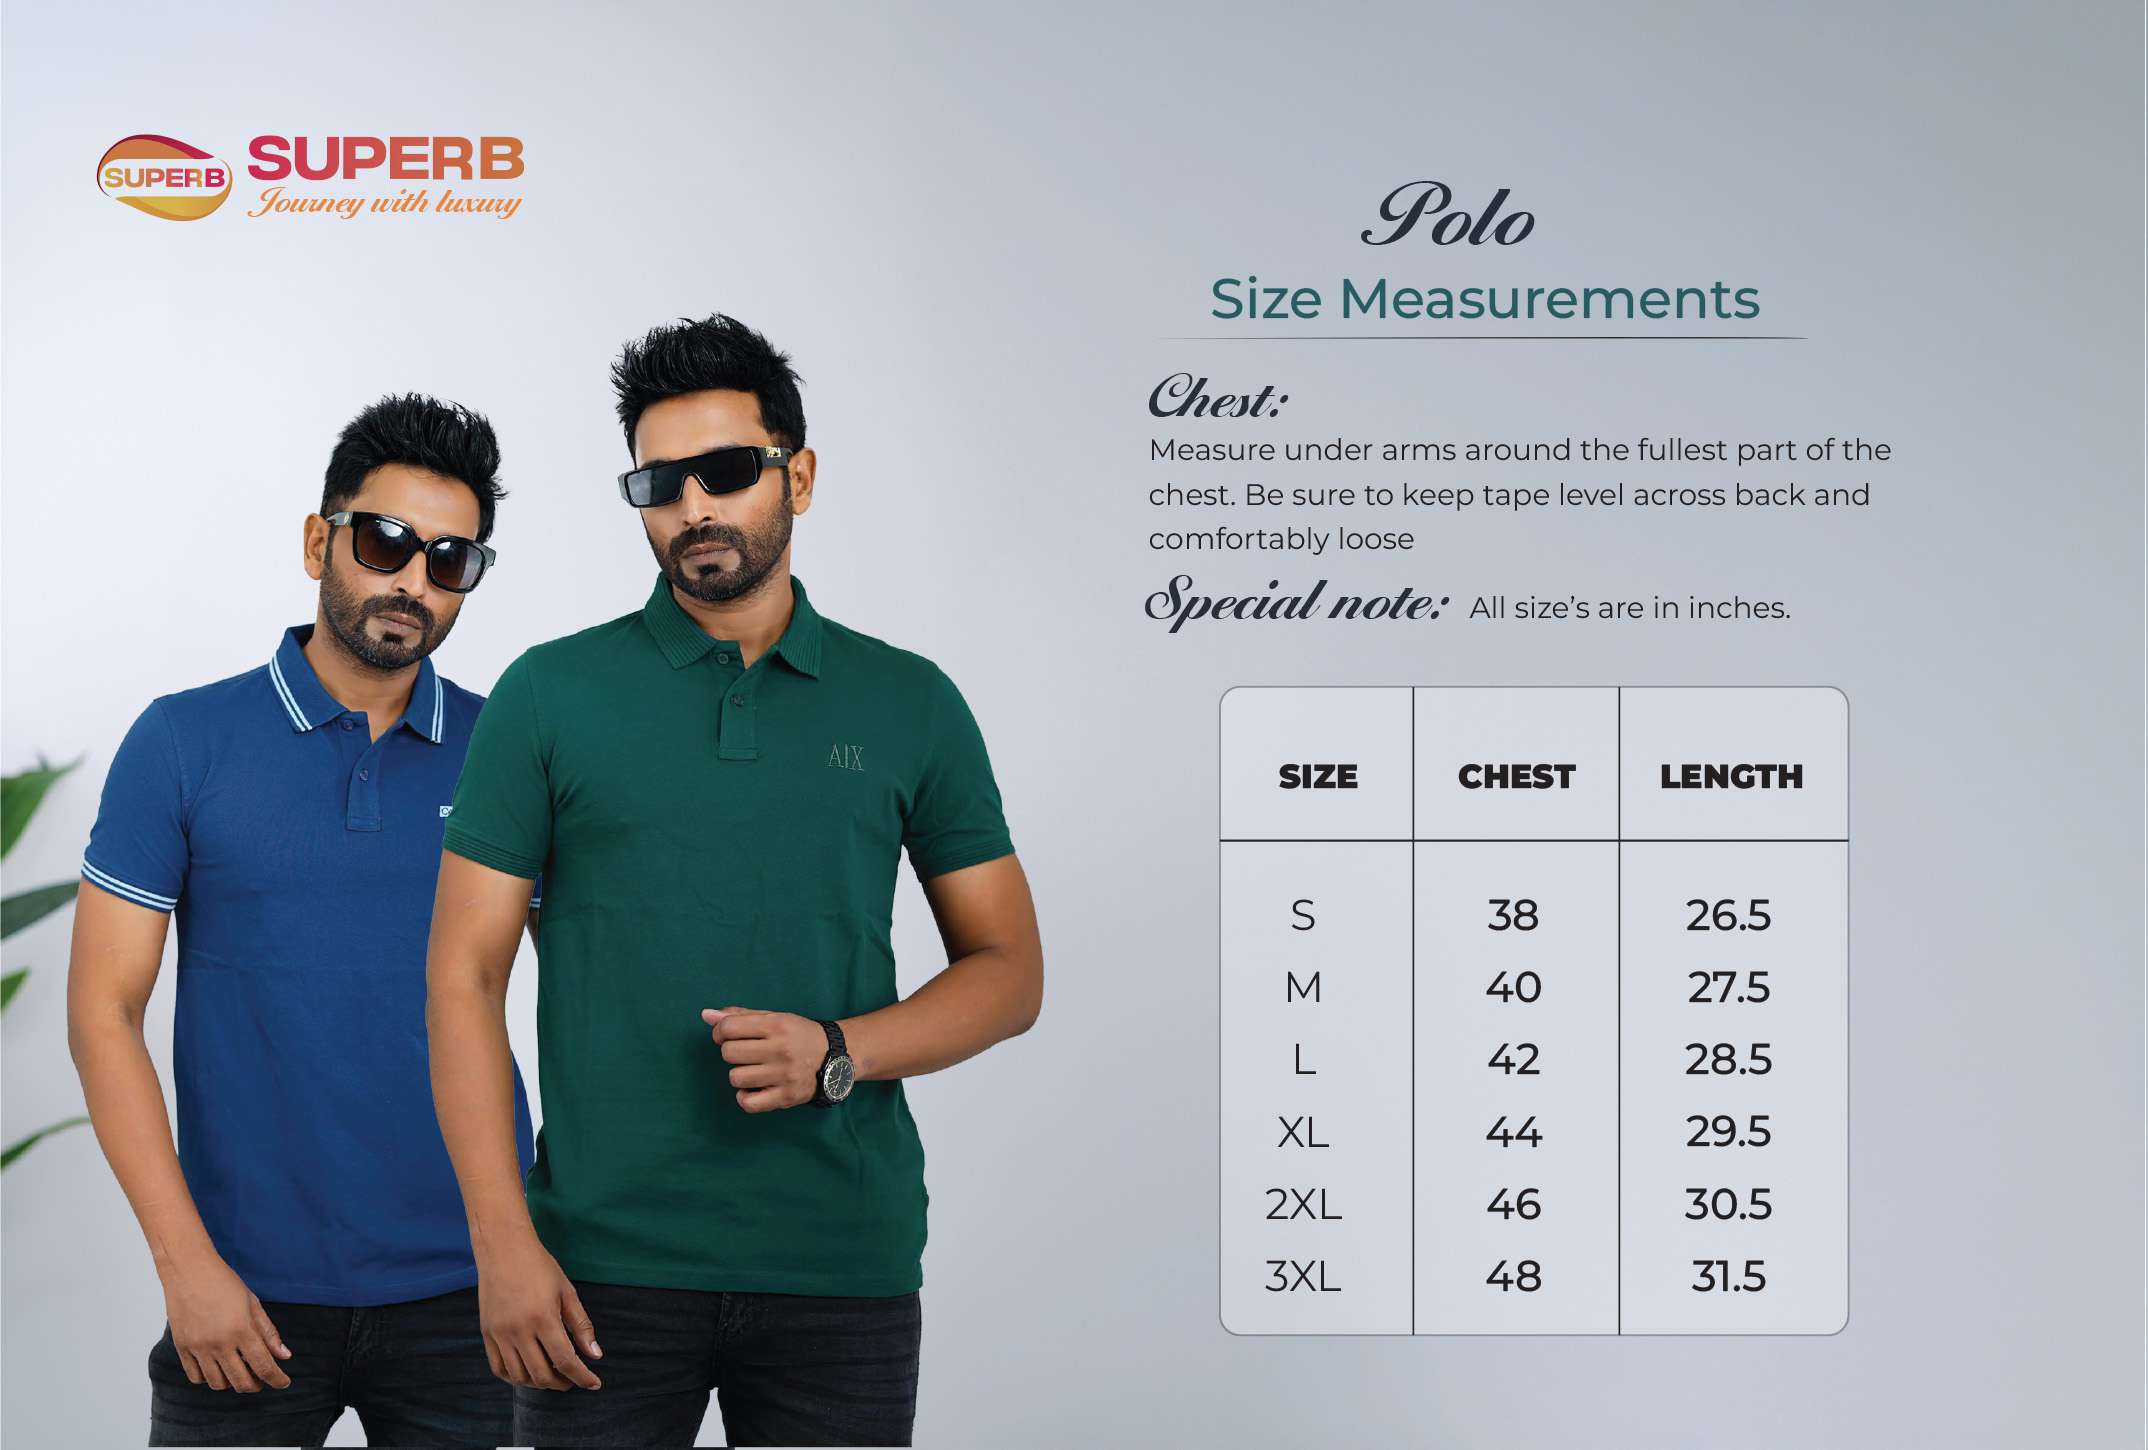 SUPERB
SUPERB
Journey with luxury
Polo
Size Measurements
Chest:
Measure under arms around the fullest part of the
chest. Be sure to keep tape level across back and
comfortably loose
Special note: All size’s are in inches.
A|X
SIZE CHEST LENGTH
S 38 26.5
M 40 27.5
L 42 28.5
XL 44 29.5
2XL 46 30.5
3XL 48 31.5